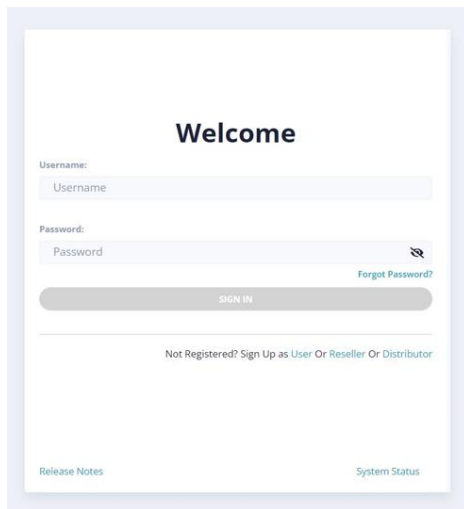 Welcome
Username:
Username
Password:
Password
Forgot Password?
SIGN IN
Not Registered? Sign Up as User Or Reseller Or Distributor
Release Notes System Status